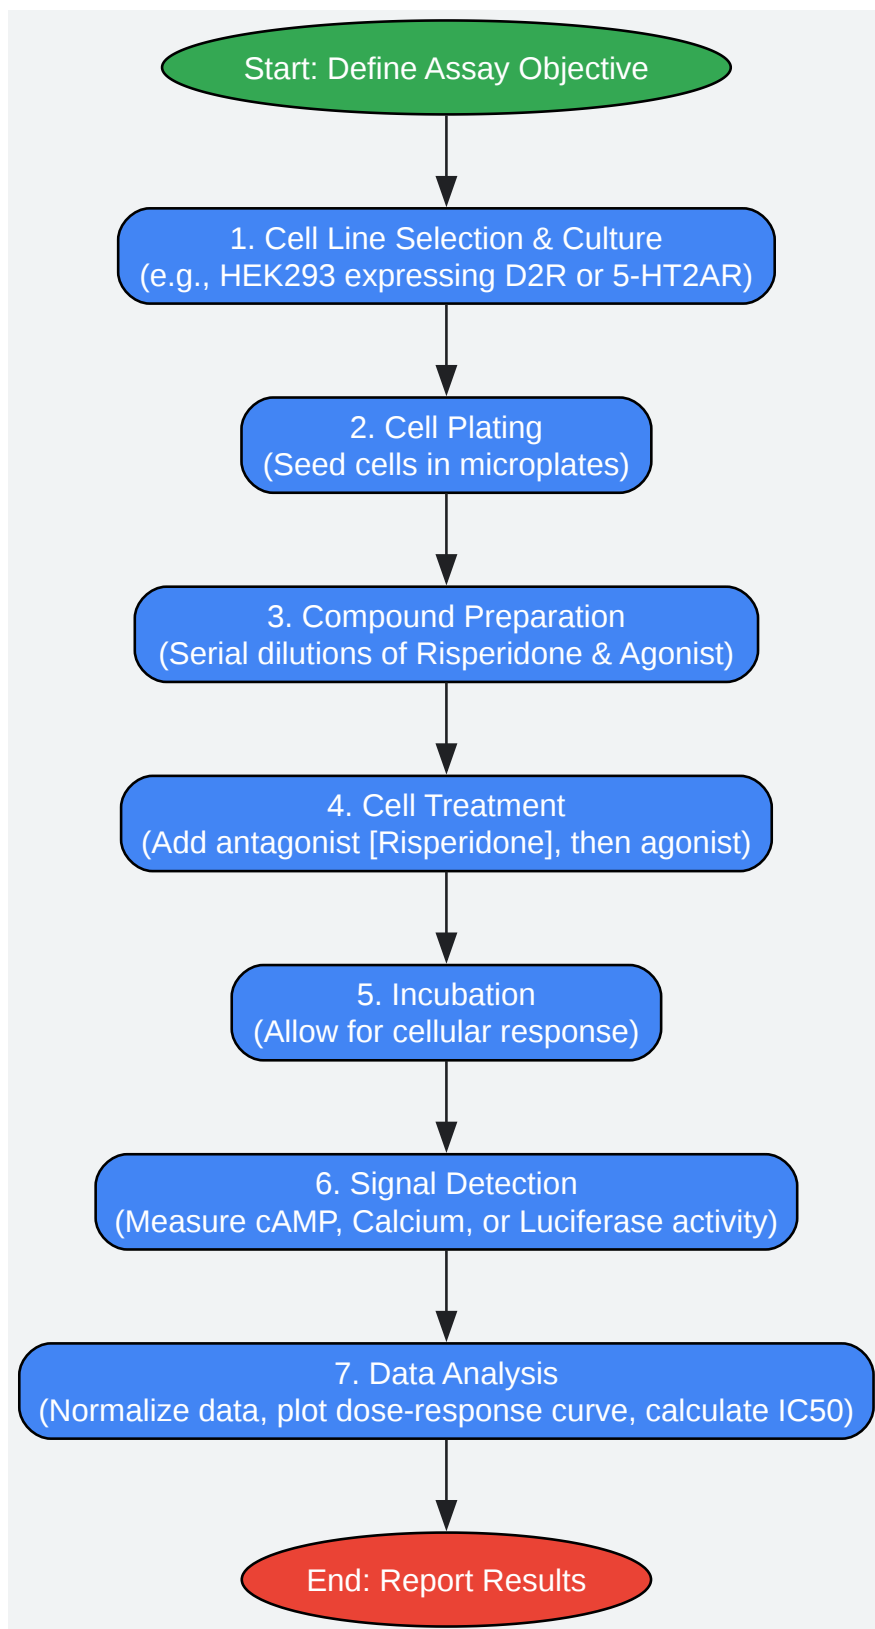 Start: Define Assay Objective
1. Cell Line Selection & Culture
(e.g., HEK293 expressing D2R or 5-HT2AR)
2. Cell Plating
(Seed cells in microplates)
3. Compound Preparation
(Serial dilutions of Risperidone & Agonist)
4. Cell Treatment
(Add antagonist [Risperidone], then agonist)
5. Incubation
(Allow for cellular response)
6. Signal Detection
(Measure cAMP, Calcium, or Luciferase activity)
7. Data Analysis
(Normalize data, plot dose-response curve, calculate IC50)
End: Report Results